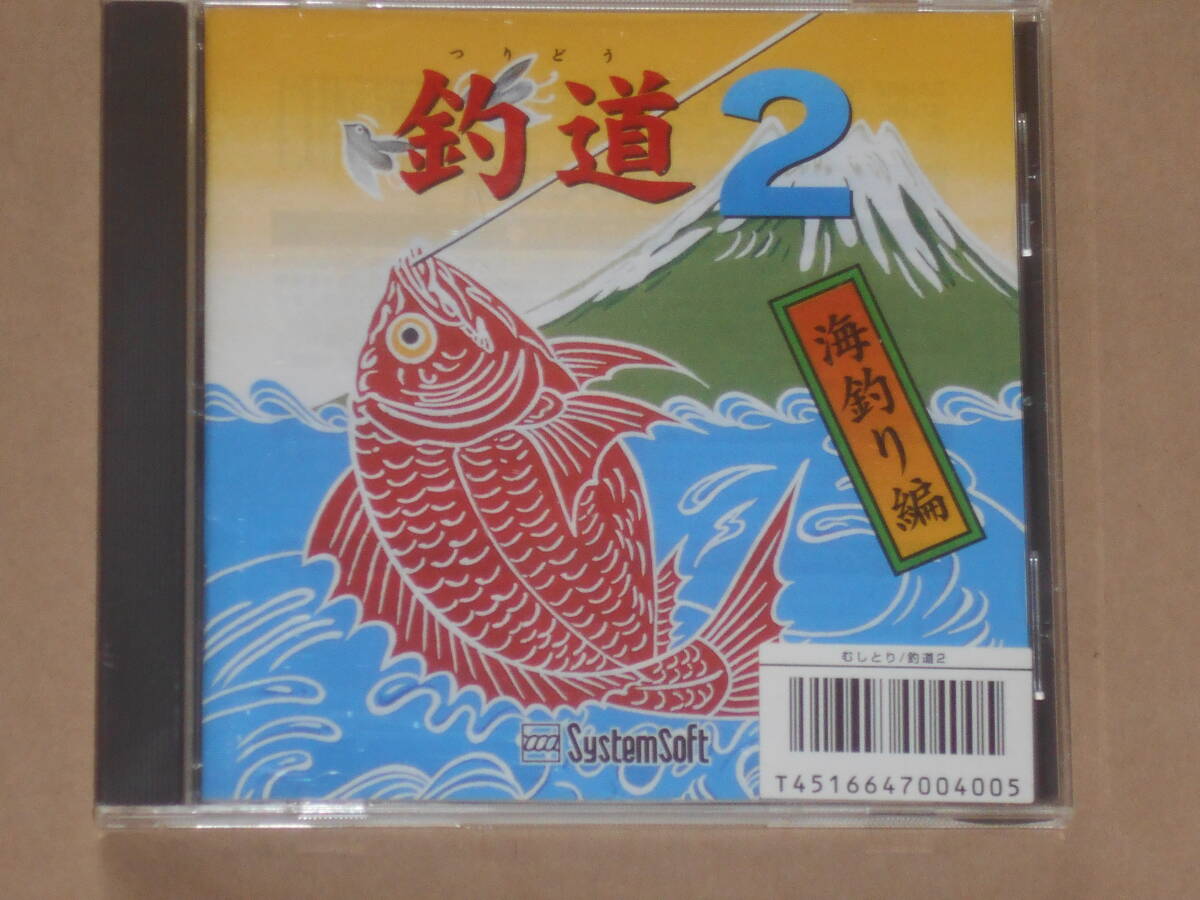 つりどう
釣道2
海釣り編
SystemSoft
むしとり/釣道2
T4516647004005